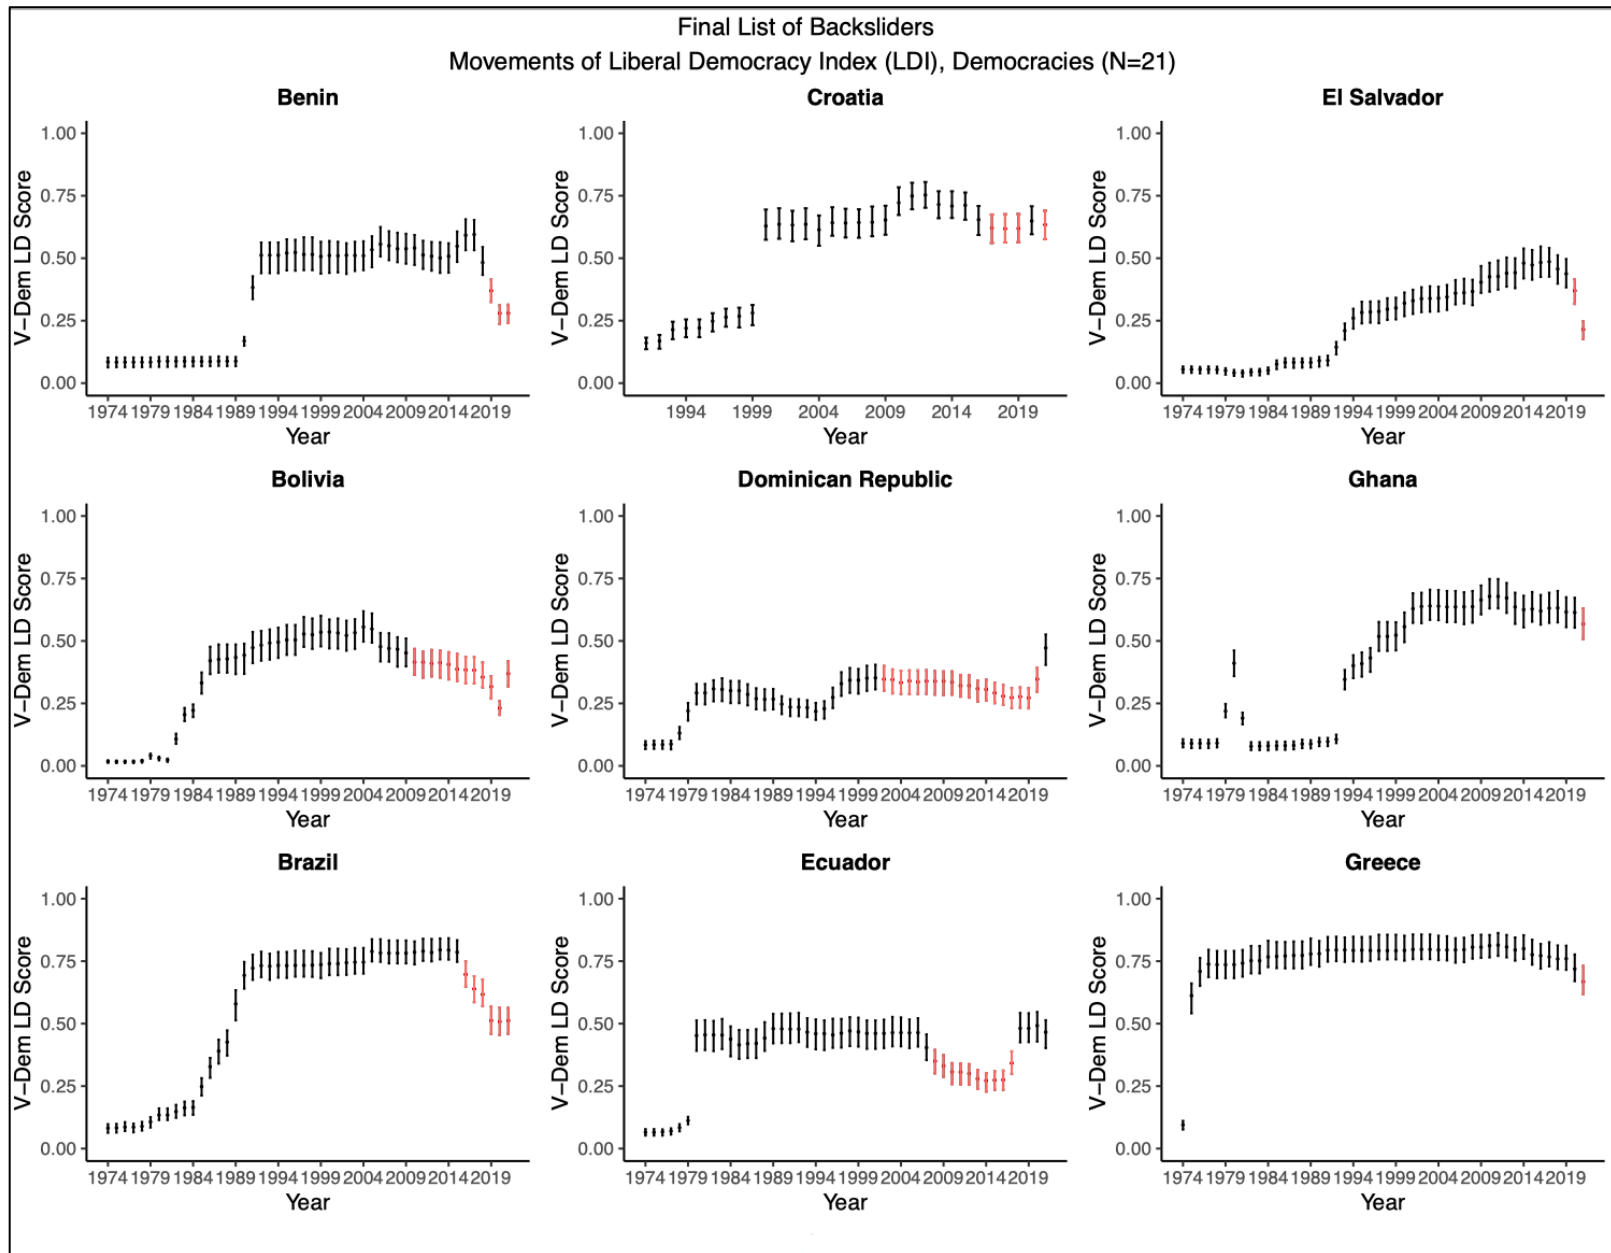 Final List of Backsliders
Movements of Liberal Democracy Index (LDI), Democracies (N=21)
Benin
V-Dem LD Score
1.00
0.75
0.50
0.25
0.00
1974 1979 1984 1989 1994 1999 2004 2009 2014 2019
Year
Croatia
V-Dem LD Score
1.00
0.75
0.50
0.25
0.00
1994 1999 2004 2009 2014 2019
Year
El Salvador
V-Dem LD Score
1.00
0.75
0.50
0.25
0.00
1974 1979 1984 1989 1994 1999 2004 2009 2014 2019
Year
Bolivia
V-Dem LD Score
1.00
0.75
0.50
0.25
0.00
1974 1979 1984 1989 1994 1999 2004 2009 2014 2019
Year
Dominican Republic
V-Dem LD Score
1.00
0.75
0.50
0.25
0.00
1974 1979 1984 1989 1994 1999 2004 2009 2014 2019
Year
Ghana
V-Dem LD Score
1.00
0.75
0.50
0.25
0.00
1974 1979 1984 1989 1994 1999 2004 2009 2014 2019
Year
Brazil
V-Dem LD Score
1.00
0.75
0.50
0.25
0.00
1974 1979 1984 1989 1994 1999 2004 2009 2014 2019
Year
Ecuador
V-Dem LD Score
1.00
0.75
0.50
0.25
0.00
1974 1979 1984 1989 1994 1999 2004 2009 2014 2019
Year
Greece
V-Dem LD Score
1.00
0.75
0.50
0.25
0.00
1974 1979 1984 1989 1994 1999 2004 2009 2014 2019
Year